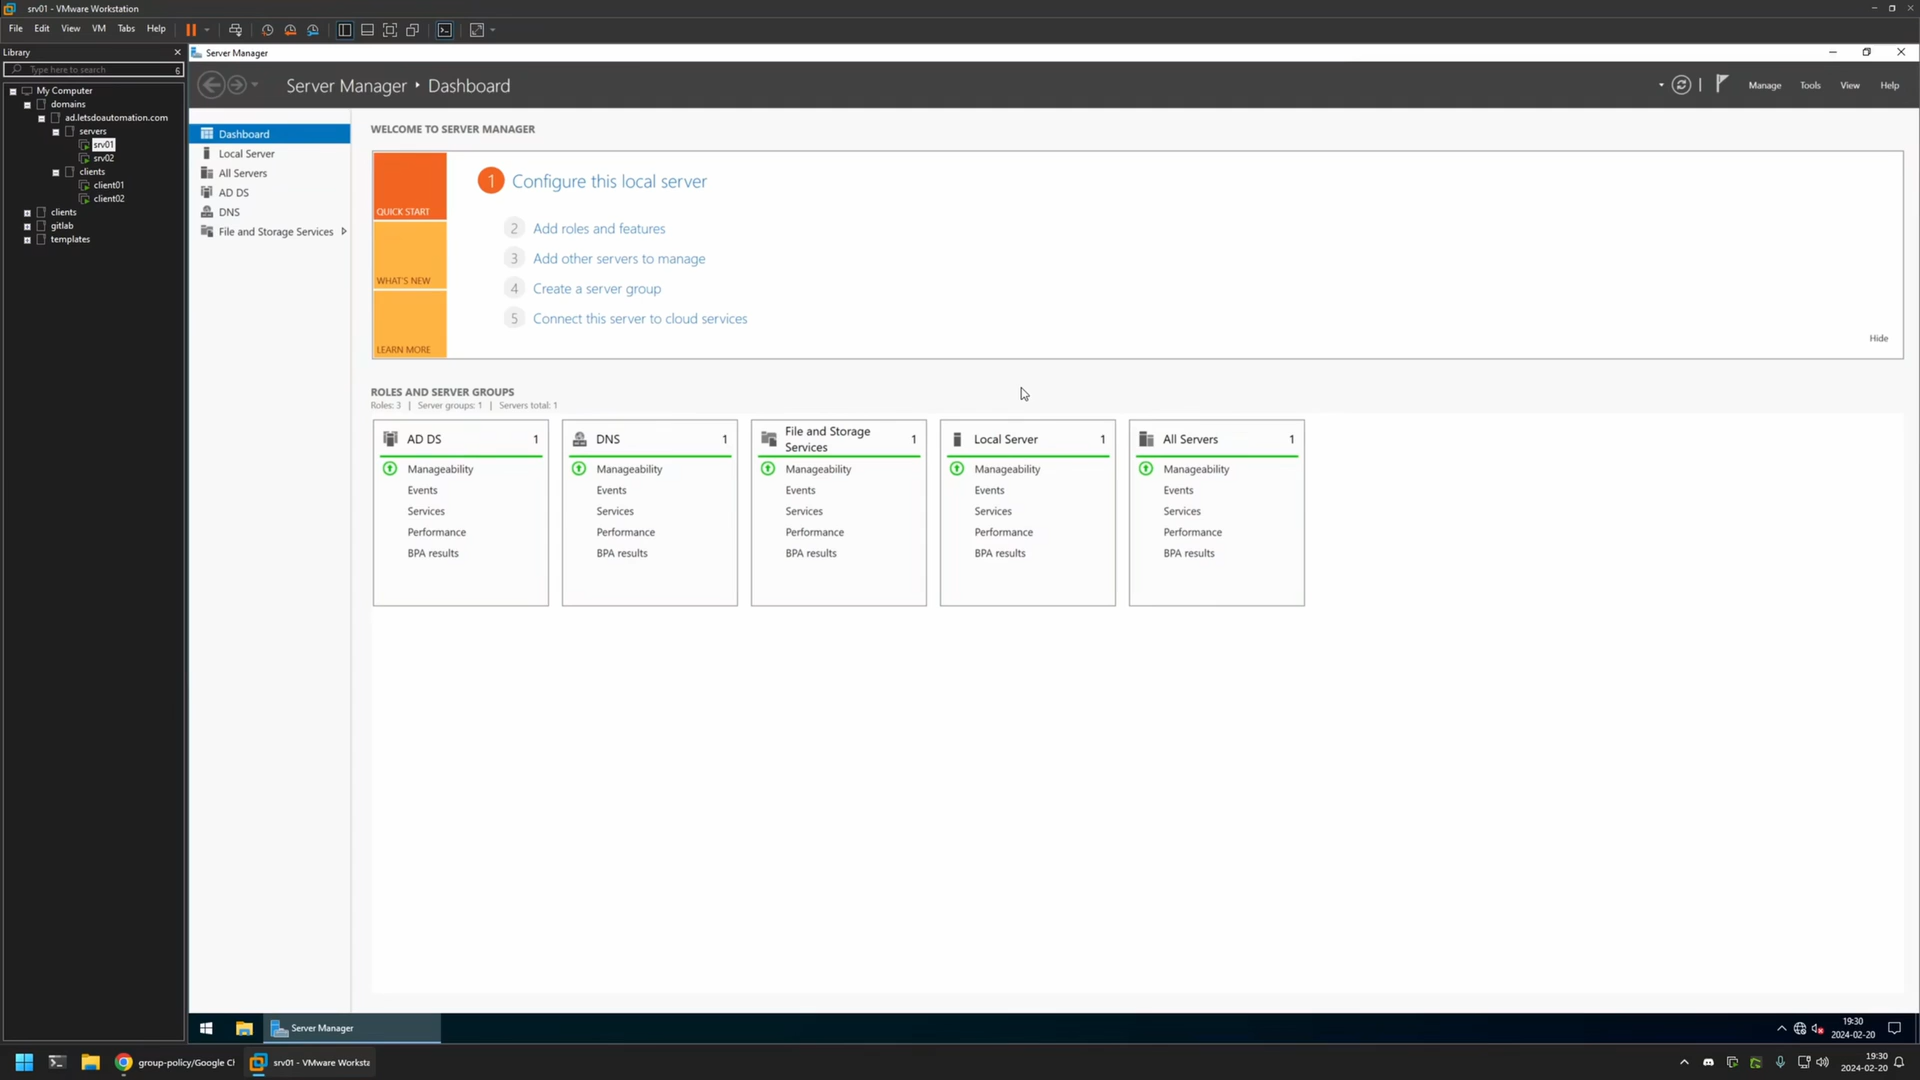 srv01 - VMware Workstation
File Edit View VM Tabs Help
Library
Type here to search
6
My Computer
domains
ad.letsdoautomation.com
servers
srv01
srv02
clients
client01
client02
clients
gitlab
templates
Server Manager
Server Manager ‣ Dashboard
Manage Tools View Help
Dashboard
Local Server
All Servers
AD DS
DNS
File and Storage Services
WELCOME TO SERVER MANAGER
QUICK START
WHAT'S NEW
LEARN MORE
1 Configure this local server
2 Add roles and features
3 Add other servers to manage
4 Create a server group
5 Connect this server to cloud services
Hide
ROLES AND SERVER GROUPS
Roles: 3 | Server groups: 1 | Servers total: 1
AD DS 1
Manageability
Events
Services
Performance
BPA results
DNS 1
Manageability
Events
Services
Performance
BPA results
File and Storage
Services 1
Manageability
Events
Services
Performance
BPA results
Local Server 1
Manageability
Events
Services
Performance
BPA results
All Servers 1
Manageability
Events
Services
Performance
BPA results
Server Manager
19:30
2024-02-20
group-policy/Google Cl
srv01 - VMware Worksta
19:30
2024-02-20